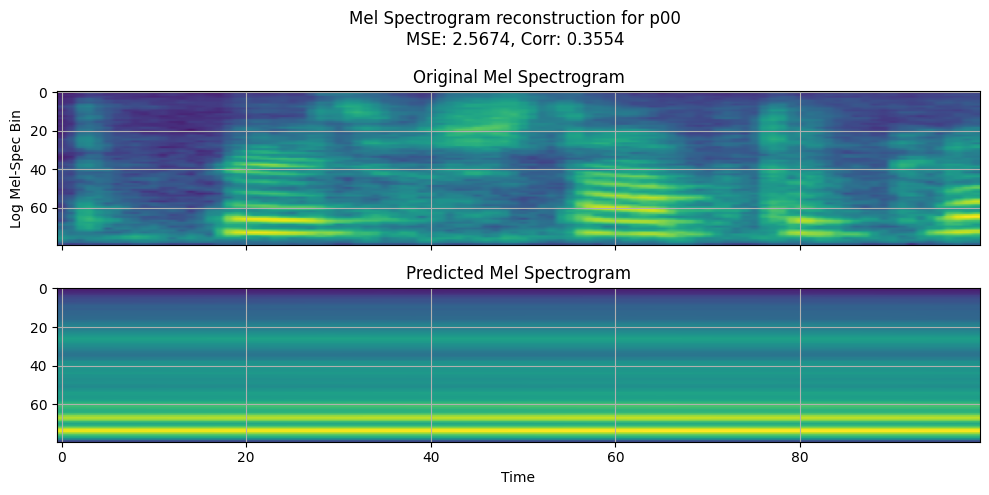 Mel Spectrogram reconstruction for p00
MSE: 2.5674, Corr: 0.3554
Original Mel Spectrogram
0
20
40
60
Log Mel-Spec Bin
Predicted Mel Spectrogram
0
20
40
60
0 20 40 60 80
Time